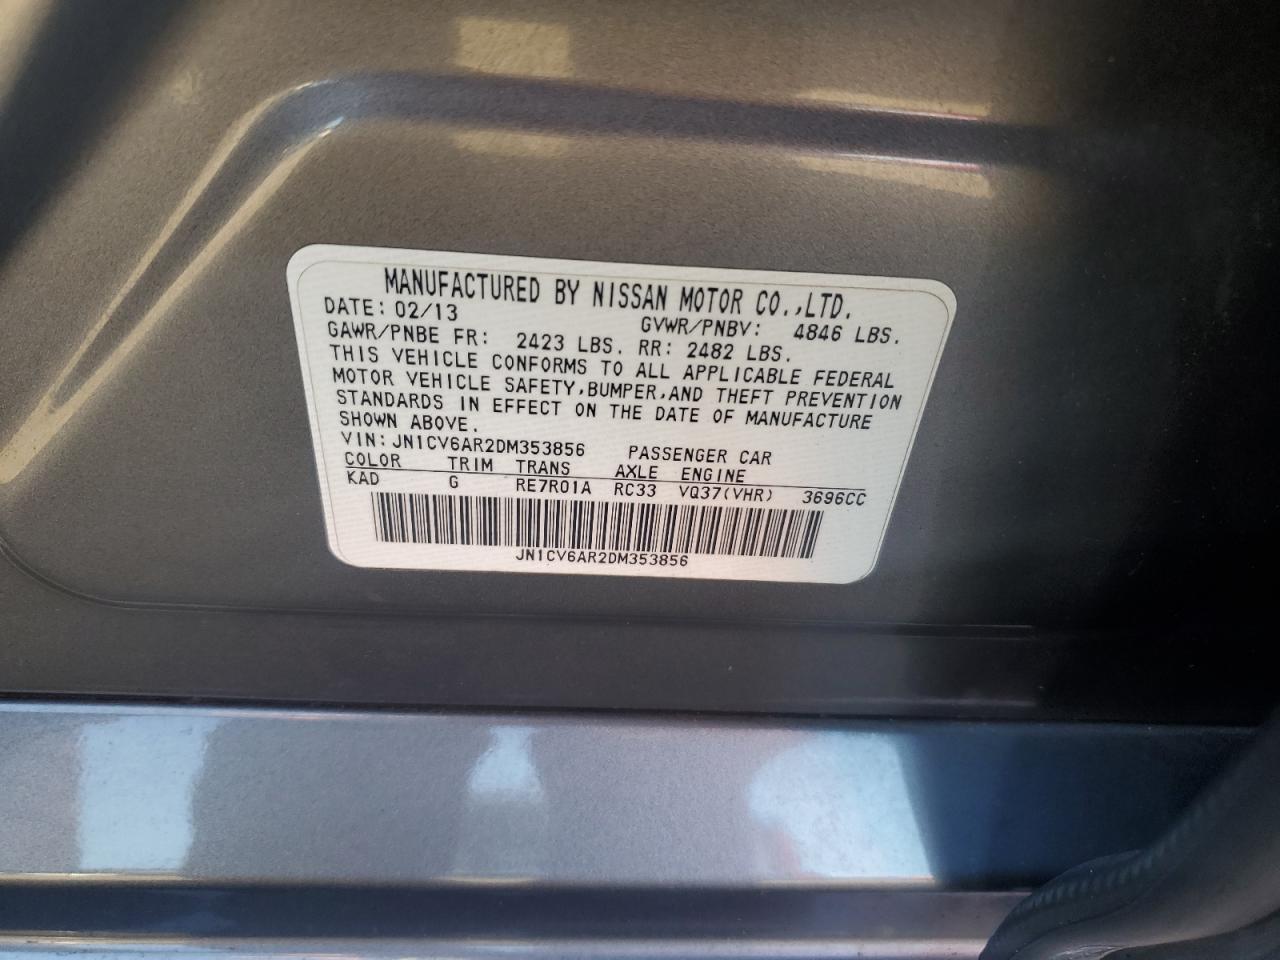 MANUFACTURED BY NISSAN MOTOR CO.,LTD.
DATE: 02/13 GVWR/PNBV: 4846 LBS.
GAWR/PNBE FR: 2423 LBS. RR: 2482 LBS.
THIS VEHICLE CONFORMS TO ALL APPLICABLE FEDERAL
MOTOR VEHICLE SAFETY,BUMPER,AND THEFT PREVENTION
STANDARDS IN EFFECT ON THE DATE OF MANUFACTURE
SHOWN ABOVE.
VIN: JN1CV6AR2DM353856 PASSENGER CAR
COLOR TRIM TRANS AXLE ENGINE
KAD G RE7R01A RC33 VQ37(VHR) 3696CC
JN1CV6AR2DM353856